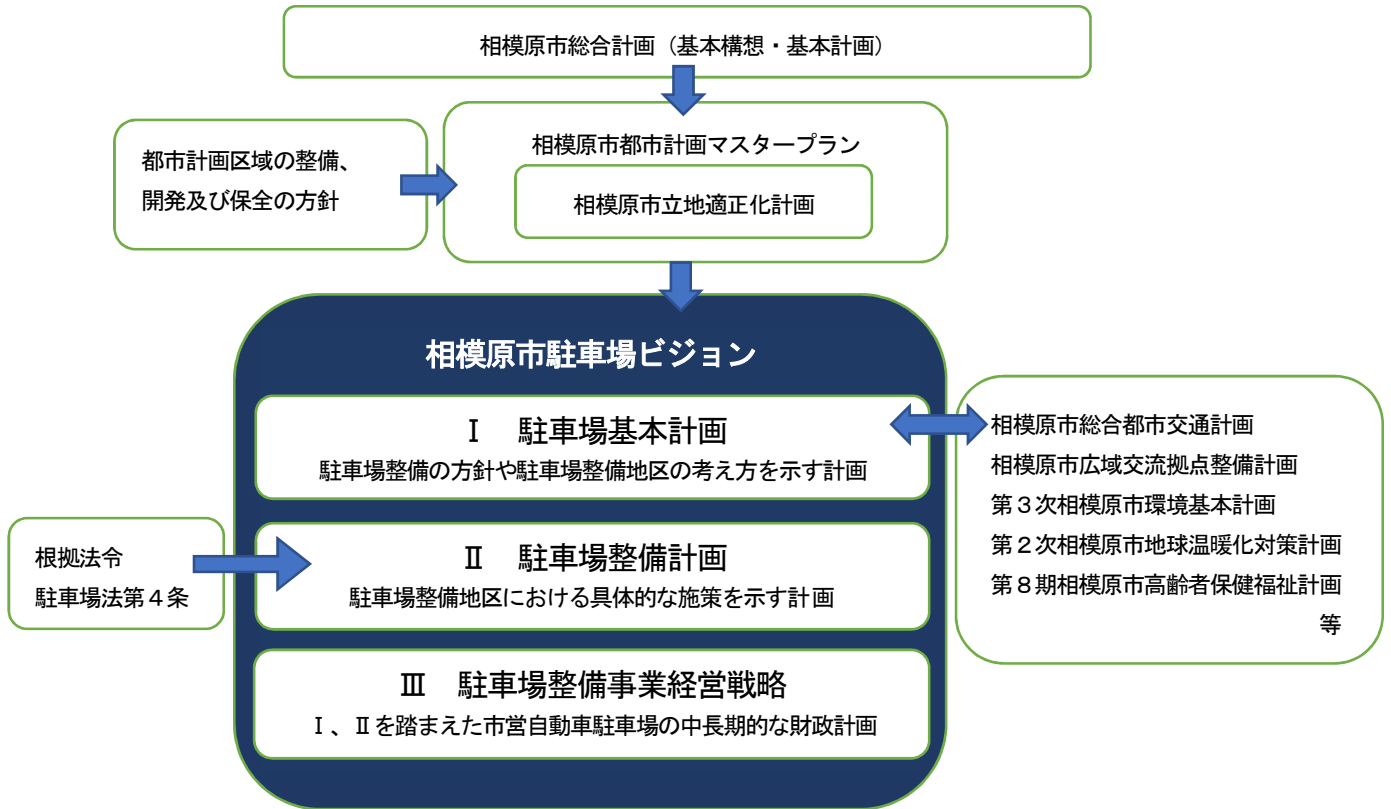 相模原市総合計画（基本構想・基本計画）
都市計画区域の整備、
開発及び保全の方針
相模原市都市計画マスタープラン
相模原市立地適正化計画
相模原市駐車場ビジョン
Ⅰ　駐車場基本計画
駐車場整備の方針や駐車場整備地区の考え方を示す計画
相模原市総合都市交通計画
相模原市広域交流拠点整備計画
第３次相模原市環境基本計画
第２次相模原市地球温暖化対策計画
第８期相模原市高齢者保健福祉計画
等
根拠法令
駐車場法第４条
Ⅱ　駐車場整備計画
駐車場整備地区における具体的な施策を示す計画
Ⅲ　駐車場整備事業経営戦略
Ⅰ、Ⅱを踏まえた市営自動車駐車場の中長期的な財政計画